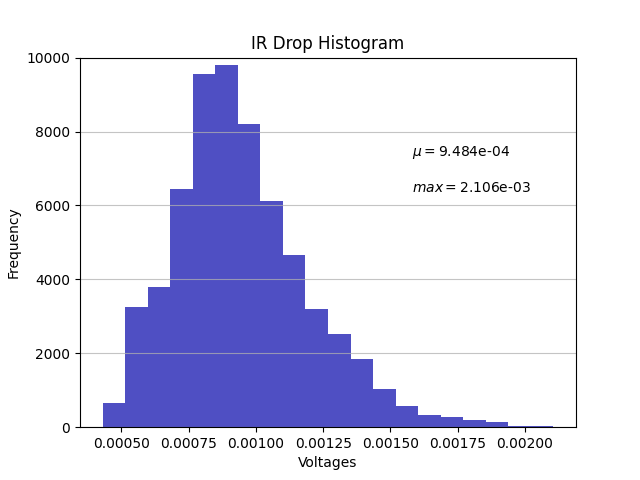 IR Drop Histogram
10000
8000
6000
4000
2000
0
Frequency
μ = 9.484e-04
max = 2.106e-03
0.00050 0.00075 0.00100 0.00125 0.00150 0.00175 0.00200
Voltages